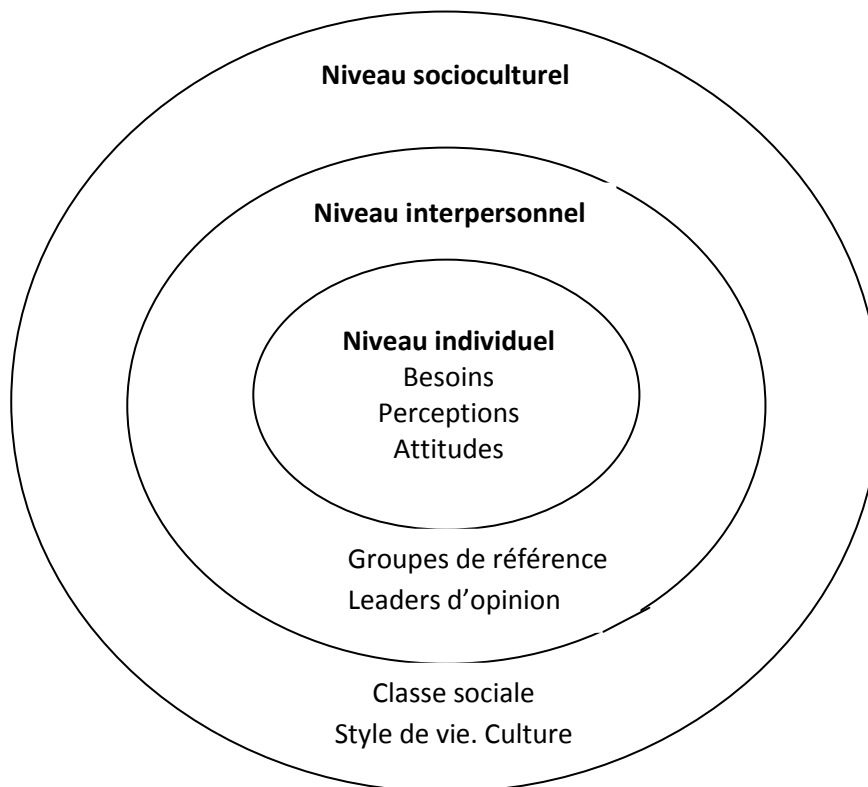 Niveau socioculturel
Niveau interpersonnel
Niveau individuel
Besoins
Perceptions
Attitudes
Groupes de référence
Leaders d’opinion
Classe sociale
Style de vie. Culture